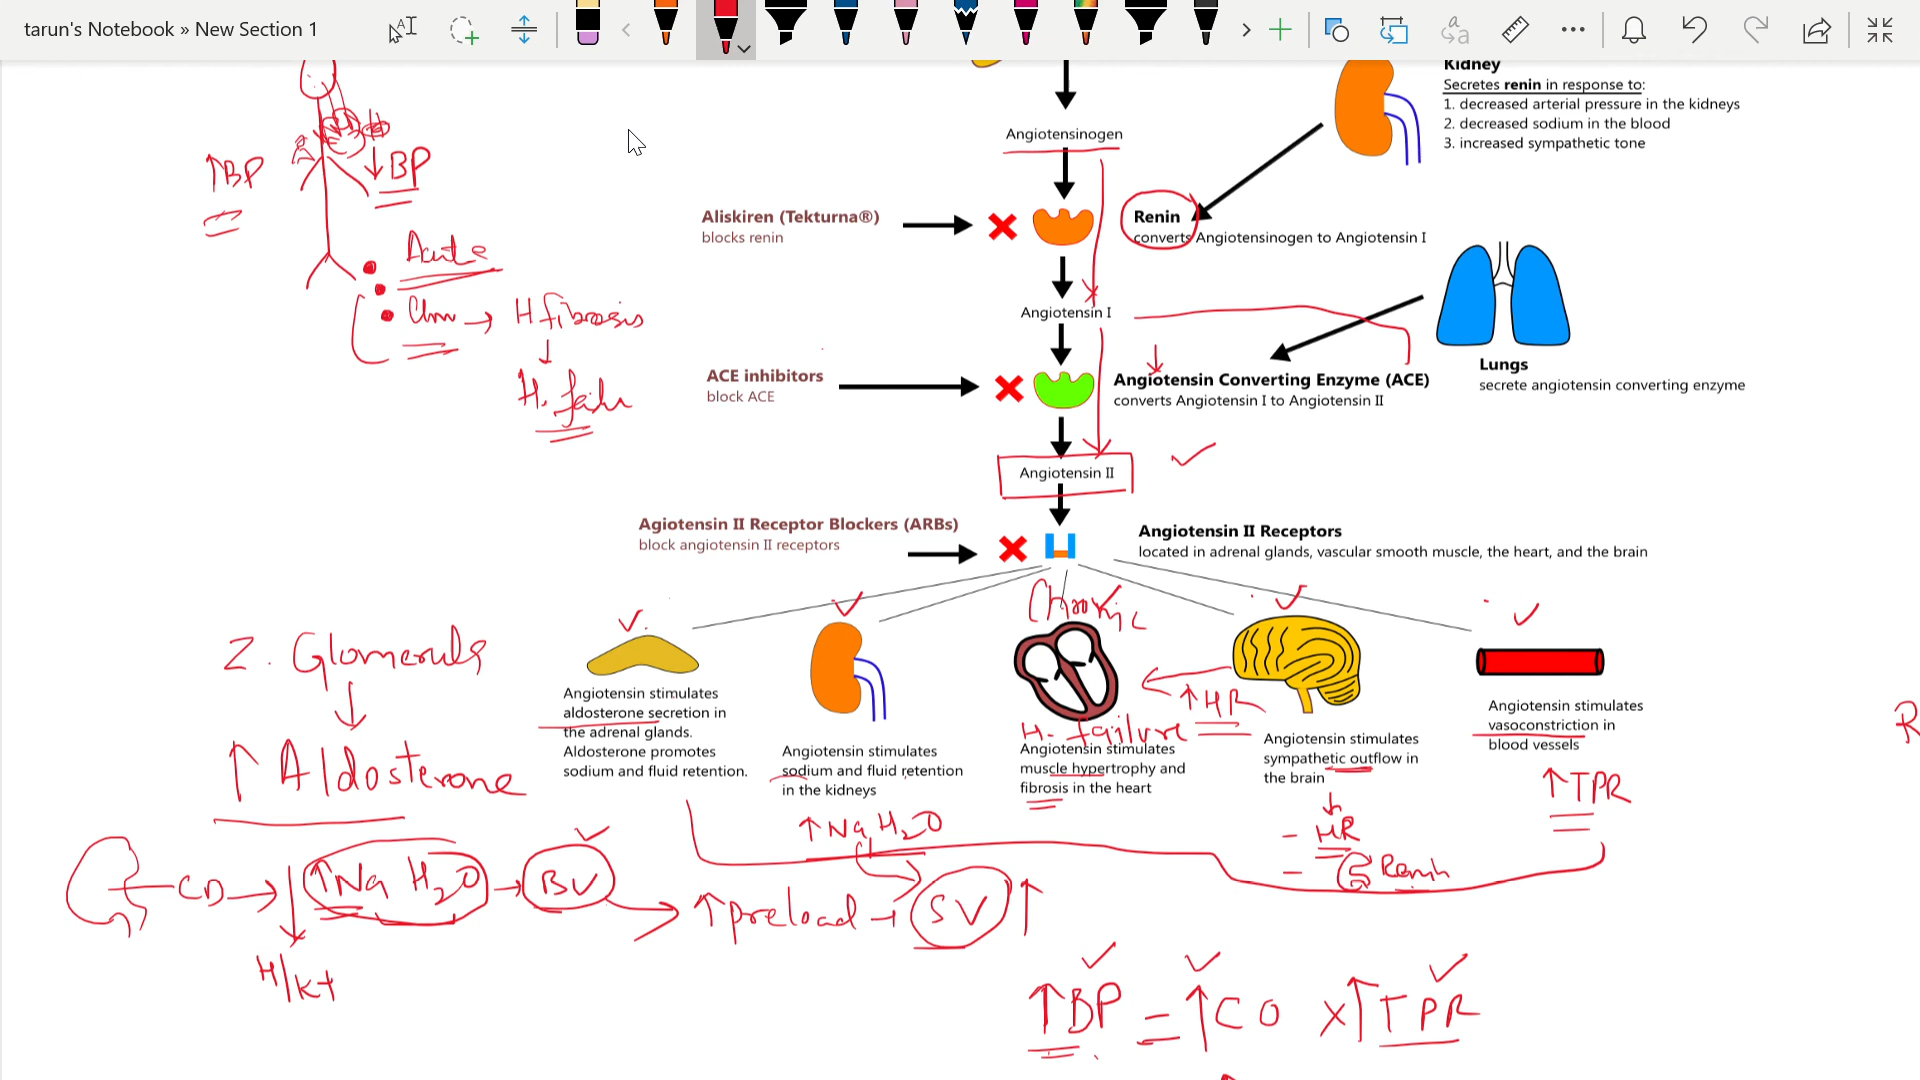 tarun's Notebook » New Section 1
Kidney
Secretes renin in response to:
1. decreased arterial pressure in the kidneys
2. decreased sodium in the blood
3. increased sympathetic tone
Angiotensinogen
↑BP
↓BP
Aliskiren (Tekturna®)
blocks renin
Renin
converts Angiotensinogen to Angiotensin I
Acute
Angiotensin I
→ H fibrosis
Lungs
secrete angiotensin converting enzyme
ACE inhibitors
block ACE
Angiotensin Converting Enzyme (ACE)
converts Angiotensin I to Angiotensin II
Angiotensin II
Agiotensin II Receptor Blockers (ARBs)
block angiotensin II receptors
Angiotensin II Receptors
located in adrenal glands, vascular smooth muscle, the heart, and the brain
Chronic
Z. Glomeruls
↑ Aldosterone
Angiotensin stimulates
aldosterone secretion in
the adrenal glands.
Aldosterone promotes
sodium and fluid retention.
Angiotensin stimulates
sodium and fluid retention
in the kidneys
H. failure
Angiotensin stimulates
muscle hypertrophy and
fibrosis in the heart
↑HR
Angiotensin stimulates
sympathetic outflow in
the brain
Angiotensin stimulates
vasoconstriction in
blood vessels
↑TPR
R
↑Na H2O
- HR
- Renin
CD → ↑Na H2O → BV
↑preload → SV ↑
H/k+
↑BP = ↑CO x ↑TPR